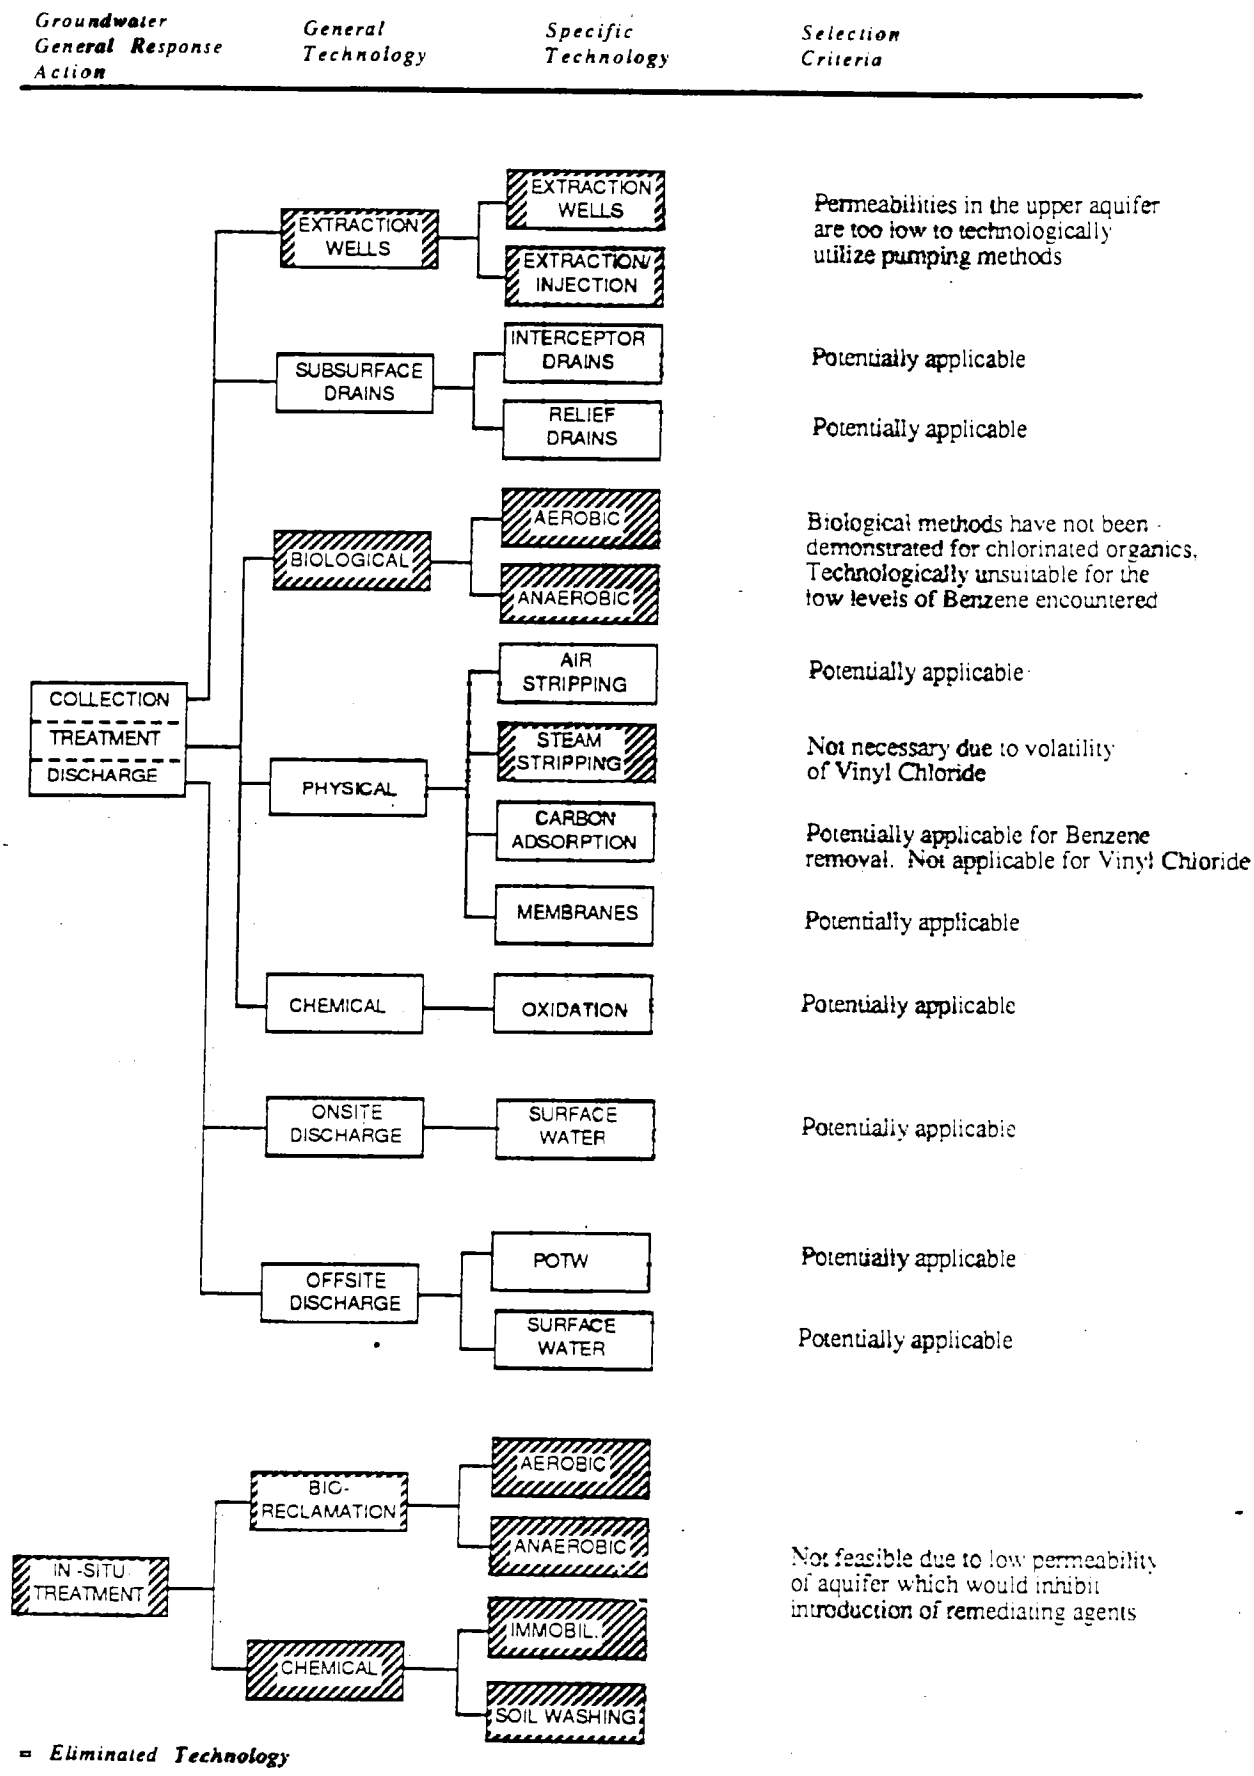 Groundwater
General Response
Action
General
Technology
Specific
Technology
Selection
Criteria
EXTRACTION
WELLS
EXTRACTION
WELLS
EXTRACTION/
INJECTION
Permeabilities in the upper aquifer
are too low to technologically
utilize pumping methods
SUBSURFACE
DRAINS
INTERCEPTOR
DRAINS
Potentially applicable
RELIEF
DRAINS
Potentially applicable
BIOLOGICAL
AEROBIC
ANAEROBIC
Biological methods have not been
demonstrated for chlorinated organics.
Technologically unsuitable for the
low levels of Benzene encountered
COLLECTION
TREATMENT
DISCHARGE
PHYSICAL
AIR
STRIPPING
Potentially applicable
STEAM
STRIPPING
Not necessary due to volatility
of Vinyl Chloride
CARBON
ADSORPTION
Potentially applicable for Benzene
removal. Not applicable for Vinyl Chloride
MEMBRANES
Potentially applicable
CHEMICAL
OXIDATION
Potentially applicable
ONSITE
DISCHARGE
SURFACE
WATER
Potentially applicable
OFFSITE
DISCHARGE
POTW
Potentially applicable
SURFACE
WATER
Potentially applicable
IN-SITU
TREATMENT
BIO-
RECLAMATION
AEROBIC
ANAEROBIC
Not feasible due to low permeability
of aquifer which would inhibit
introduction of remediating agents
CHEMICAL
IMMOBIL.
SOIL WASHING
= Eliminated Technology